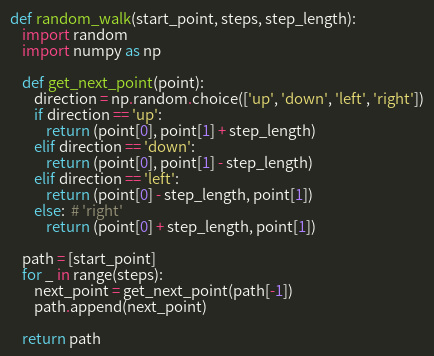 def random_walk(start_point, steps, step_length):
    import random
    import numpy as np

    def get_next_point(point):
        direction = np.random.choice(['up', 'down', 'left', 'right'])
        if direction == 'up':
            return (point[0], point[1] + step_length)
        elif direction == 'down':
            return (point[0], point[1] - step_length)
        elif direction == 'left':
            return (point[0] - step_length, point[1])
        else:  # 'right'
            return (point[0] + step_length, point[1])

    path = [start_point]
    for _ in range(steps):
        next_point = get_next_point(path[-1])
        path.append(next_point)

    return path